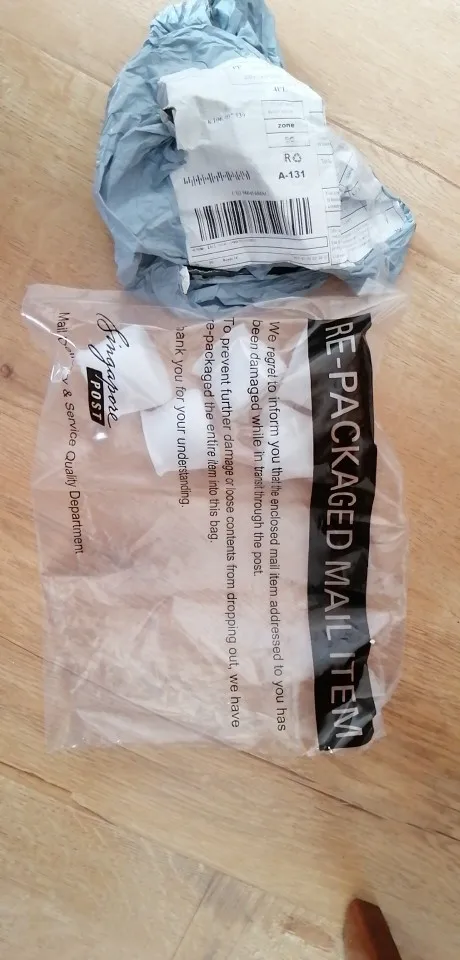 zone
R
A-131
RE-PACKAGED MAIL ITEM
We regret to inform you that the enclosed mail item addressed to you has
been damaged while in transit through the post.
To prevent further damage or loose contents from dropping out, we have
e-packaged the entire item into this bag.
hank you for your understanding.
Singapore
POST
Mail & Service Quality Department